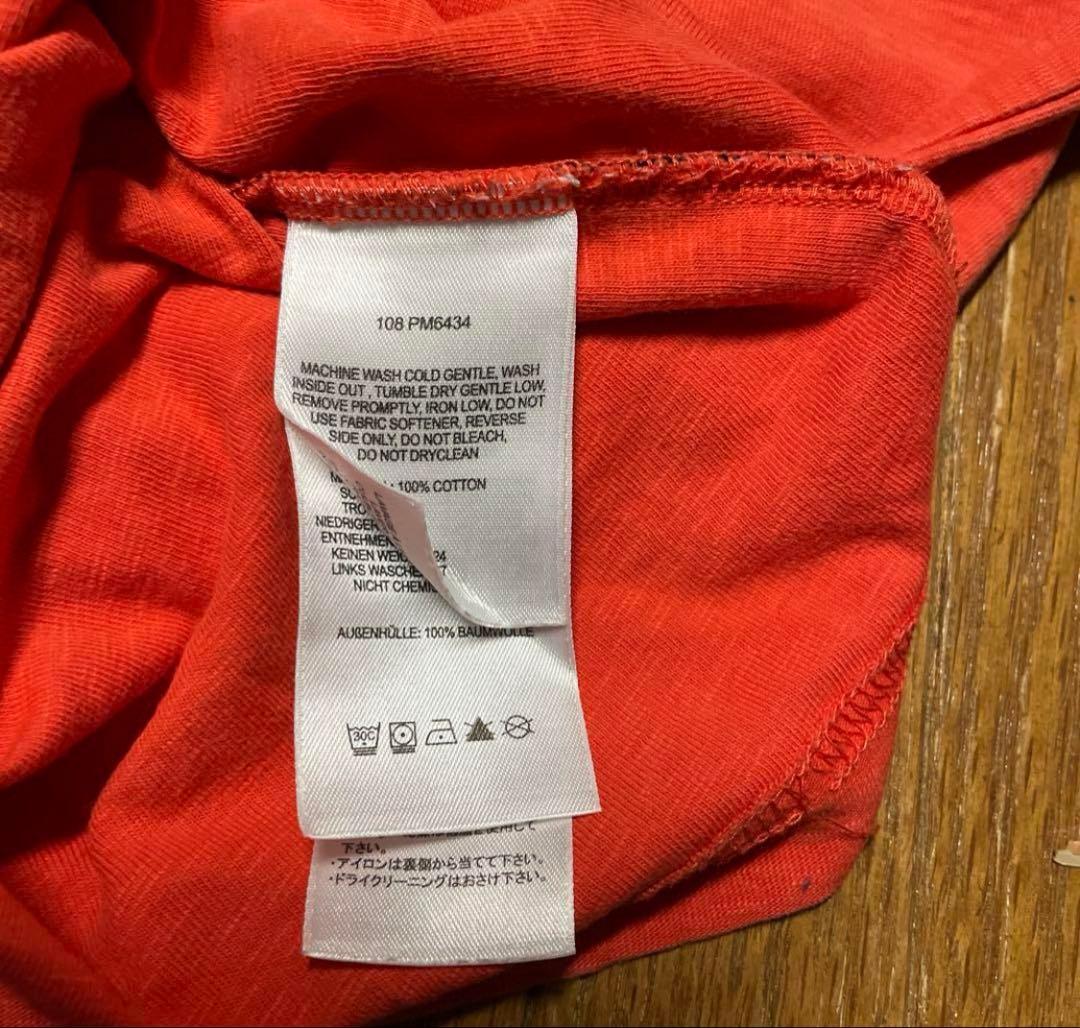 108 PM6434
MACHINE WASH COLD GENTLE, WASH
INSIDE OUT , TUMBLE DRY GENTLE LOW,
REMOVE PROMPTLY, IRON LOW, DO NOT
USE FABRIC SOFTENER, REVERSE
SIDE ONLY, DO NOT BLEACH,
DO NOT DRYCLEAN
: 100% COTTON
NIEDRIGER
ENTNEHMEN
KEINEN
LINKS
NICHT
AUßENHÜLLE: 100% BAUMWOLLE
30C
下さい。
・アイロンは裏側から当てて下さい。
・ドライクリーニングはおさけ下さい。